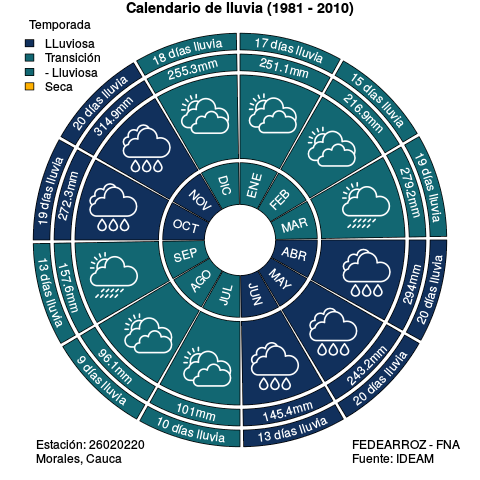 Calendario de lluvia (1981 - 2010)
Temporada
LLuviosa
Transición
- Lluviosa
Seca
17 días lluvia
251.1mm
ENE
15 días lluvia
216.9mm
FEB
19 días lluvia
279.2mm
MAR
20 días lluvia
294mm
ABR
20 días lluvia
243.2mm
MAY
13 días lluvia
145.4mm
JUN
10 días lluvia
101mm
JUL
9 días lluvia
96.1mm
AGO
13 días lluvia
157.6mm
SEP
19 días lluvia
272.3mm
OCT
20 días lluvia
314.9mm
NOV
18 días lluvia
255.3mm
DIC
Estación: 26020220
Morales, Cauca
FEDEARROZ - FNA
Fuente: IDEAM